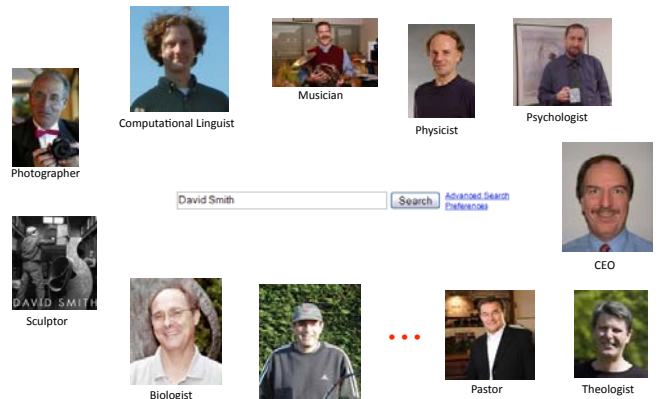 Computational Linguist
Musician
Physicist
Psychologist
Photographer
David Smith
Search
Advanced Search
Preferences
CEO
DAVID SMITH
Sculptor
Biologist
Pastor
Theologist